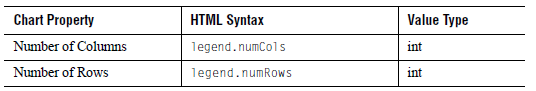 Chart Property HTML Syntax Value Type
Number of Columns legend.numCols int
Number of Rows legend.numRows int